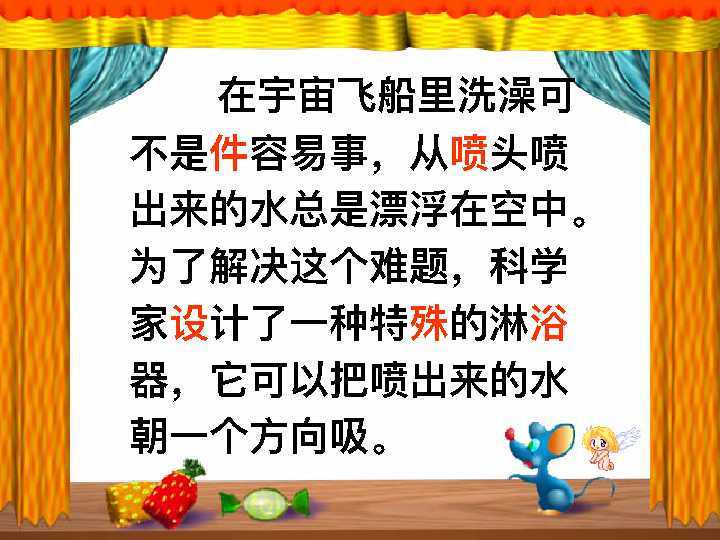 在宇宙飞船里洗澡可
不是件容易事，从喷头喷
出来的水总是漂浮在空中。
为了解决这个难题，科学
家设计了一种特殊的淋浴
器，它可以把喷出来的水
朝一个方向吸。